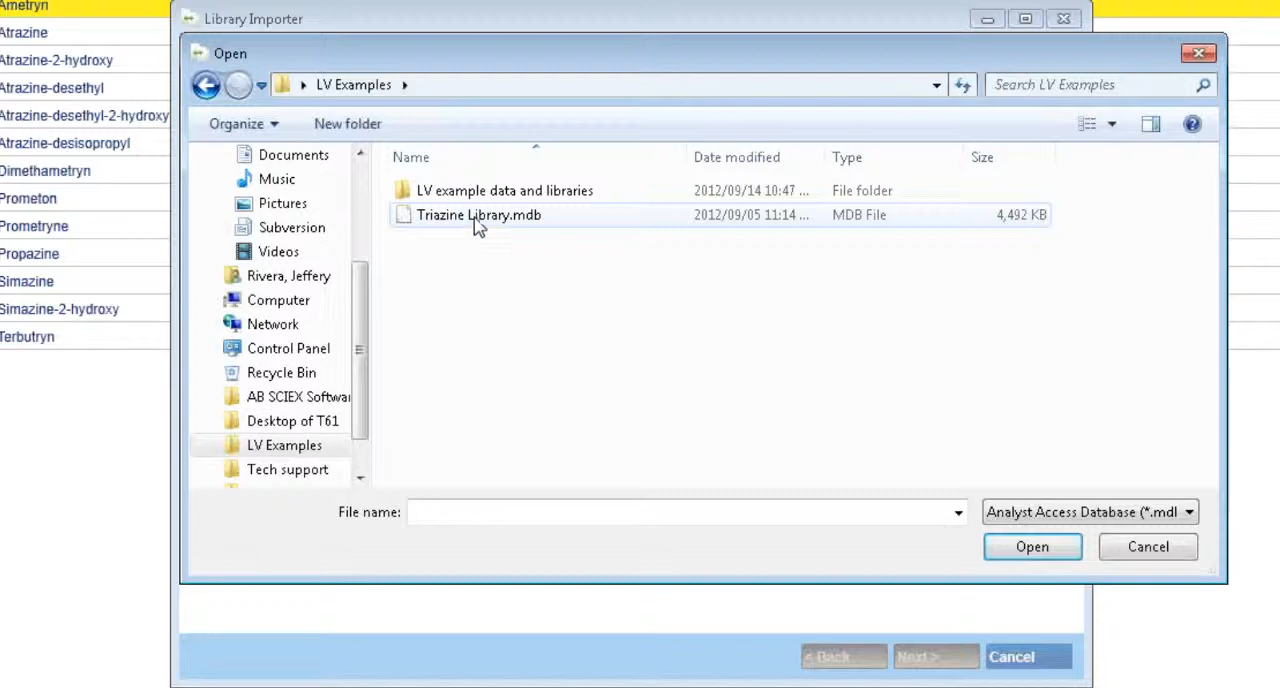 Ametryn
Atrazine
Atrazine-2-hydroxy
Atrazine-desethyl
Atrazine-desethyl-2-hydroxy
Atrazine-desisopropyl
Dimethametryn
Prometon
Prometryne
Propazine
Simazine
Simazine-2-hydroxy
Terbutryn
Library Importer
Open
LV Examples
Search LV Examples
Organize
New folder
Documents
Music
Pictures
Subversion
Videos
Rivera, Jeffery
Computer
Network
Control Panel
Recycle Bin
AB SCIEX Softwar
Desktop of T61
LV Examples
Tech support
Name Date modified Type Size
LV example data and libraries 2012/09/14 10:47 ... File folder
Triazine Library.mdb 2012/09/05 11:14 ... MDB File 4,492 KB
File name:
Analyst Access Database (*.mdl
Open
Cancel
< Back
Next >
Cancel